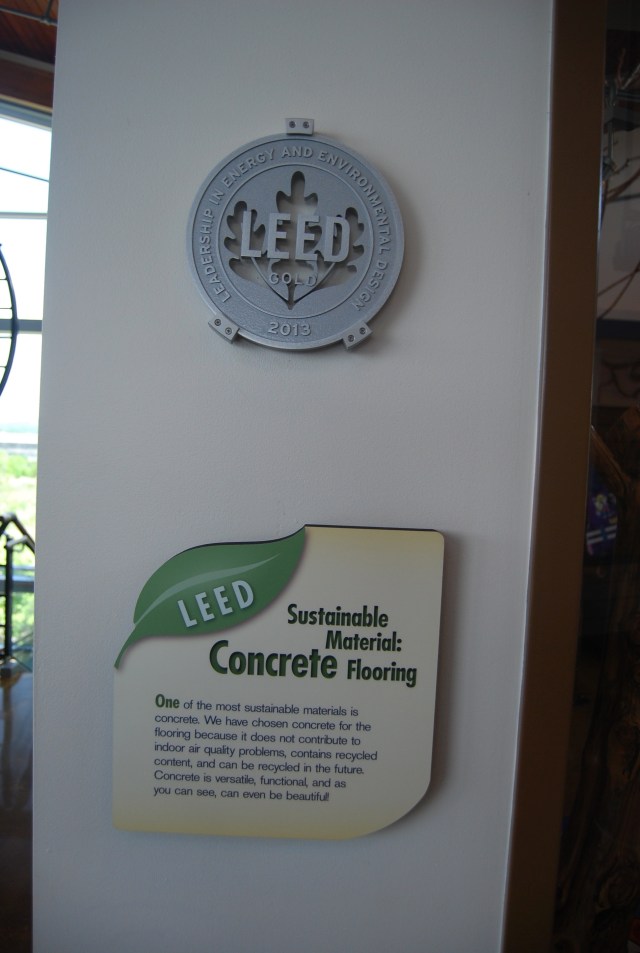 LEADERSHIP IN ENERGY AND ENVIRONMENTAL DESIGN
LEED
GOLD
2013
LEED
Sustainable
Material:
Concrete Flooring
One of the most sustainable materials is
concrete. We have chosen concrete for the
flooring because it does not contribute to
indoor air quality problems, contains recycled
content, and can be recycled in the future.
Concrete is versatile, functional, and as
you can see, can even be beautiful!